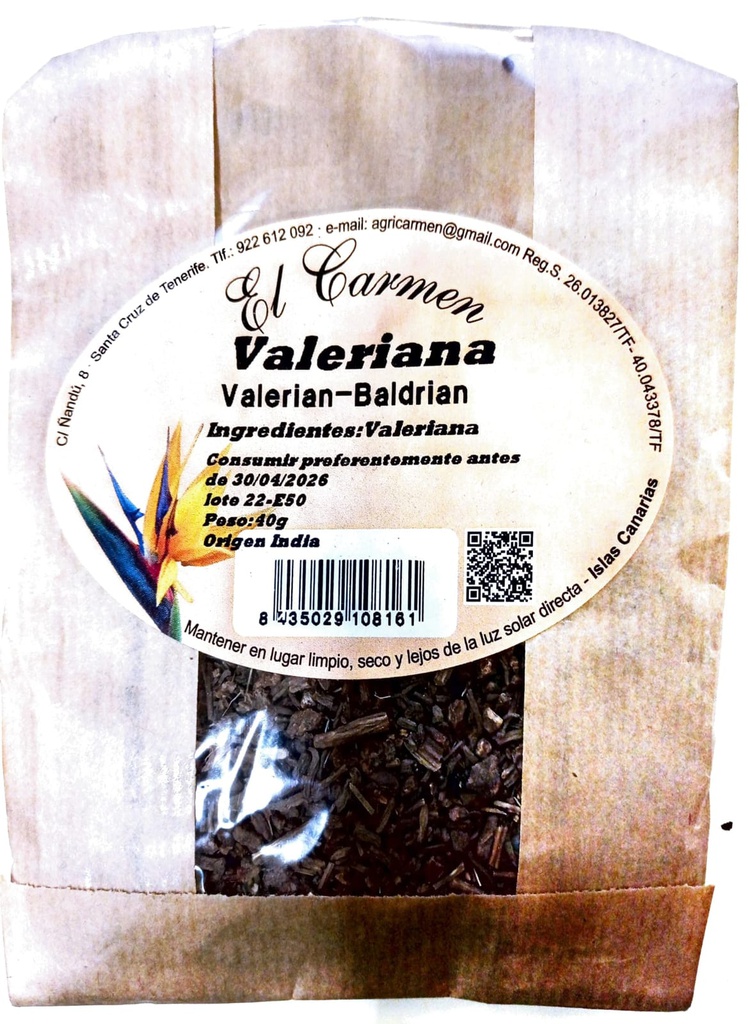 C/ Ñandú, 8 · Santa Cruz de Tenerife. Tlf.: 922 612 092 · e-mail: agricarmen@gmail.com Reg.S. 26.013827/TF- 40.043378/TF
El Carmen
Valeriana
Valerian-Baldrian
Ingredientes:Valeriana
Consumir preferentemente antes
de 30/04/2026
lote 22-E50
Peso:40g
Origen India
8 435029 108161
Mantener en lugar limpio, seco y lejos de la luz solar directa - Islas Canarias